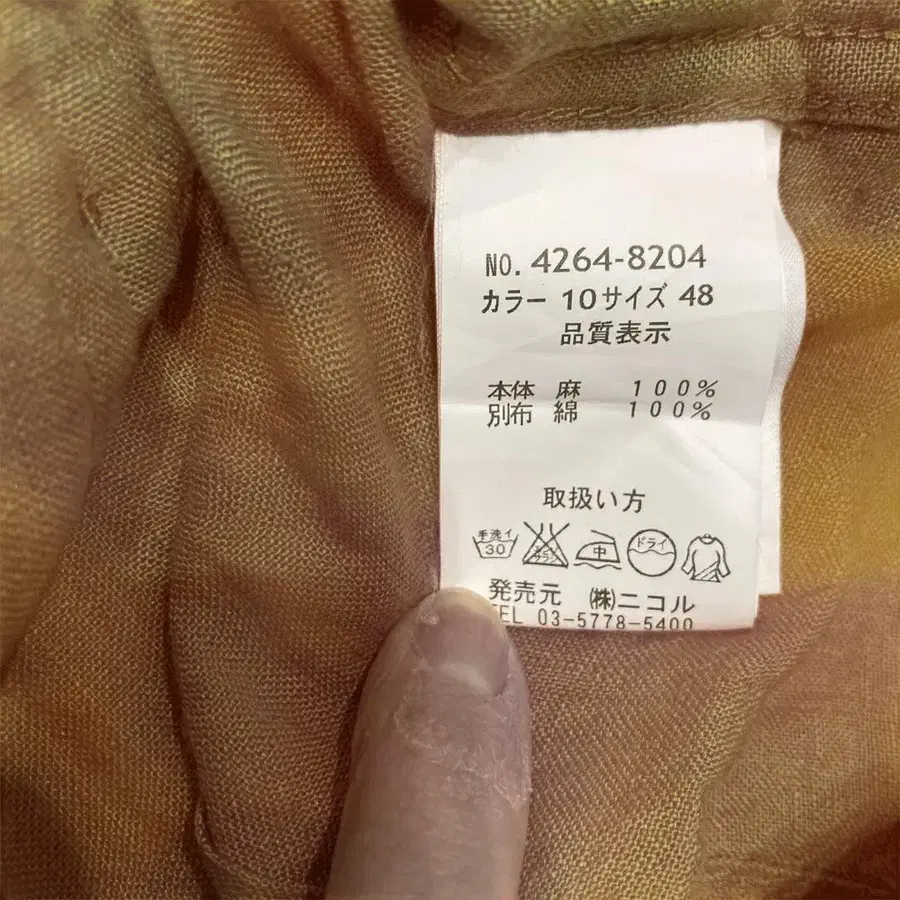 NO. 4264-8204
カラー 10サイズ 48
品質表示
本体 麻 100%
別布 綿 100%
取扱い方
手洗イ 30 中 ドライ
発売元 ㈱ニコル
TEL 03-5778-5400